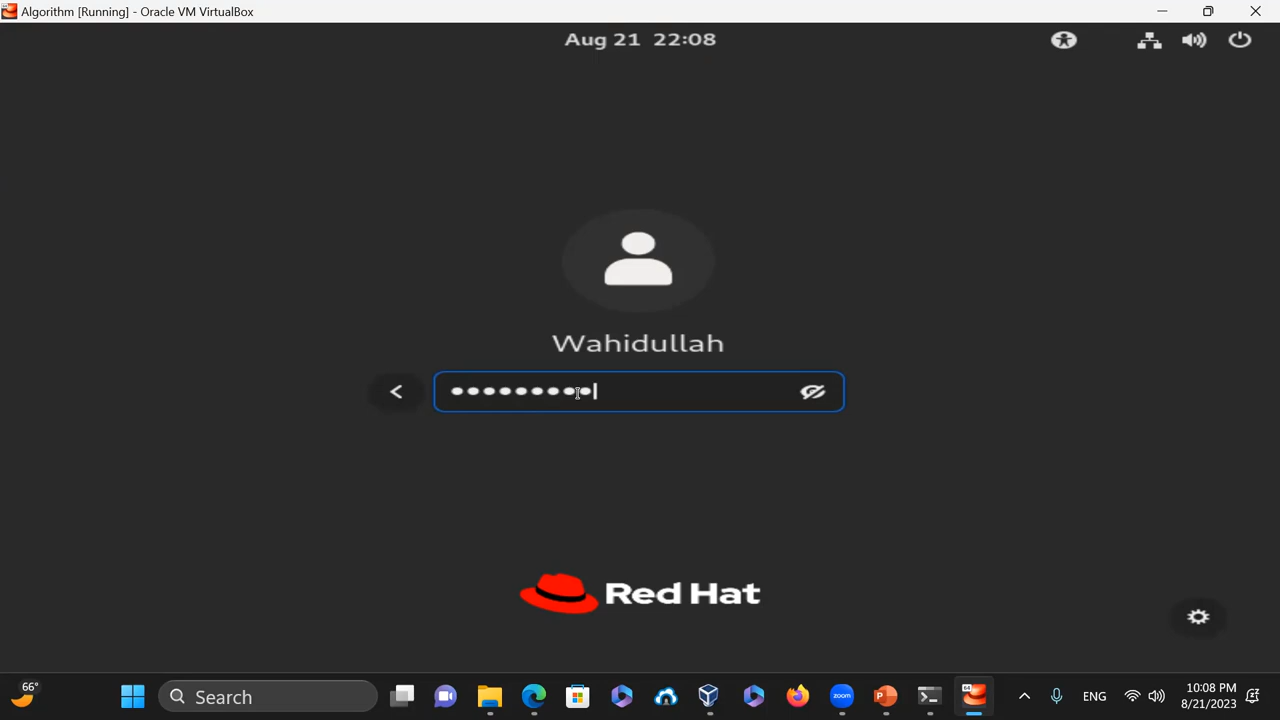 Algorithm [Running] - Oracle VM VirtualBox
Aug 21 22:08
Wahidullah
Red Hat
66°
Search
zoom
P
ENG
10:08 PM
8/21/2023